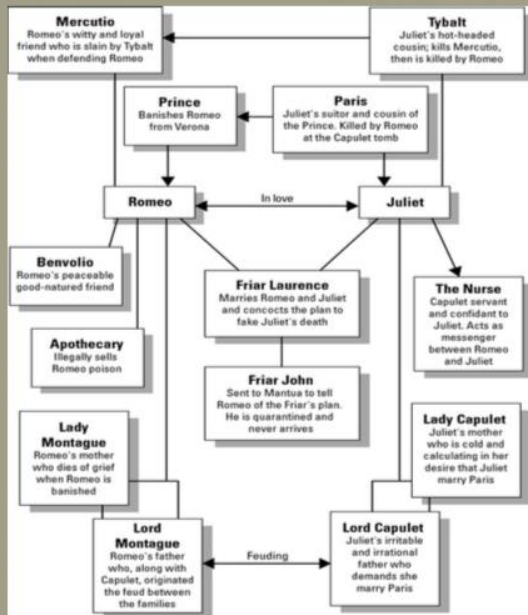 Mercutio
Romeo's witty and loyal
friend who is slain by Tybalt
when defending Romeo
Tybalt
Juliet's hot-headed
cousin; kills Mercutio,
then is killed by Romeo
Prince
Banishes Romeo
from Verona
Paris
Juliet's suitor and cousin of
the Prince. Killed by Romeo
at the Capulet tomb
Romeo
In love
Juliet
Benvolio
Romeo's peaceable
good-natured friend
Friar Laurence
Marries Romeo and Juliet
and concocts the plan to
fake Juliet's death
The Nurse
Capulet servant
and confidant to
Juliet. Acts as
messenger
between Romeo
and Juliet
Apothecary
Illegally sells
Romeo poison
Friar John
Sent to Mantua to tell
Romeo of the Friar's plan.
He is quarantined and
never arrives
Lady
Montague
Romeo's mother
who dies of grief
when Romeo is
banished
Lady Capulet
Juliet's mother
who is cold and
calculating in her
desire that Juliet
marry Paris
Lord
Montague
Romeo's father
who, along with
Capulet, originated
the feud between
the families
Feuding
Lord Capulet
Juliet's irritable
and irrational
father who
demands she
marry Paris